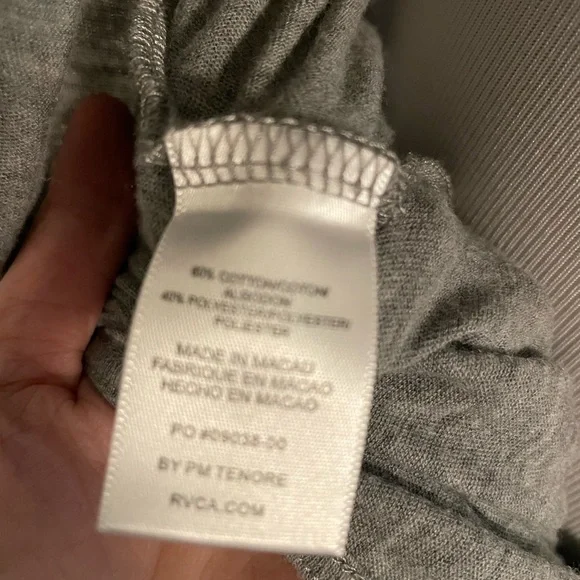 60% COTTON/COTON
ALGODON
40% POLYESTER/POLYESTER
POLIESTER
MADE IN MACAO
FABRIQUE EN MACAO
HECHO EN MACAO
PO #09038-00
BY PM TENORE
RVCA.COM